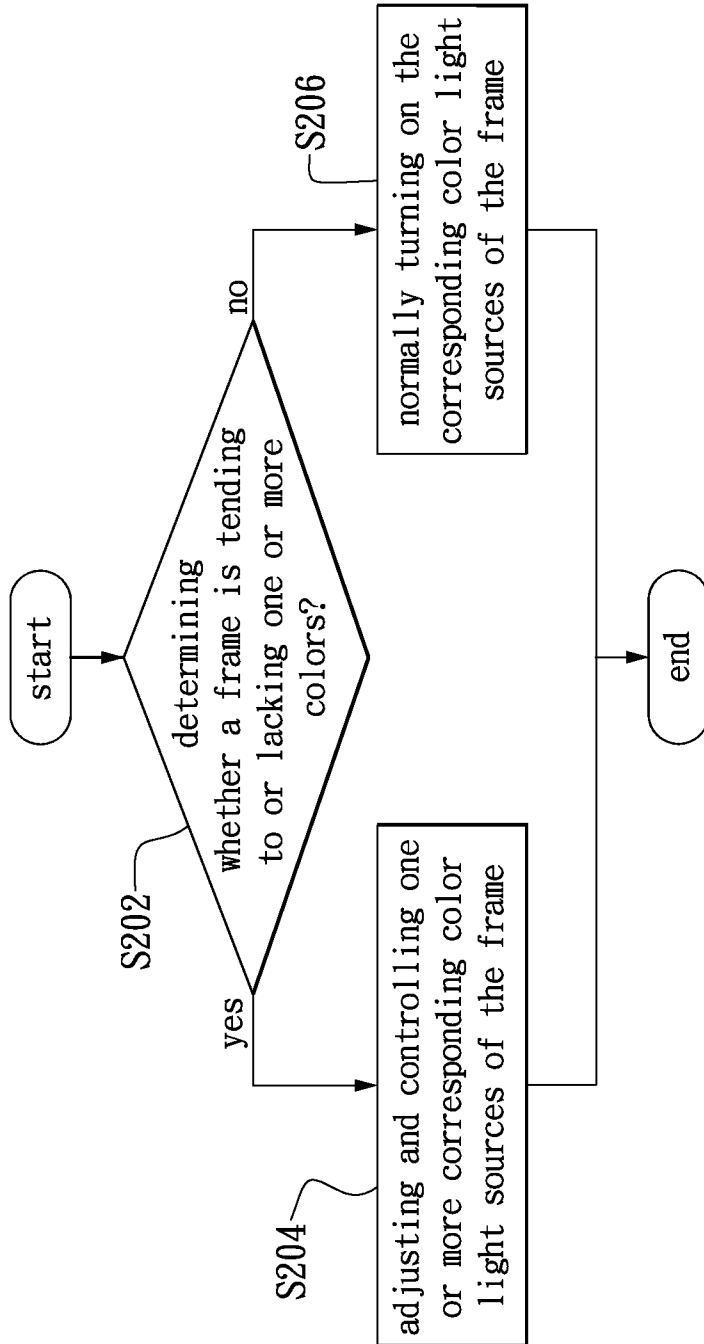 start
S202
determining
whether a frame is tending
to or lacking one or more
colors?
yes
no
S204
adjusting and controlling one
or more corresponding color
light sources of the frame
S206
normally turning on the
corresponding color light
sources of the frame
end